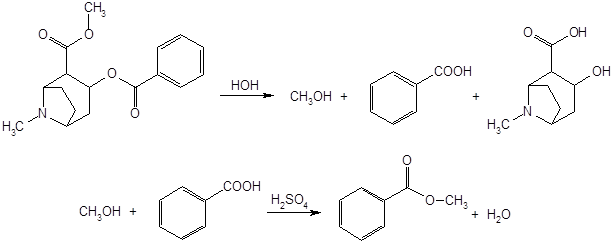 CH₃
O
O
O
O
N
H₃C
HOH
CH₃OH +
COOH
+
O
OH
OH
N
H₃C
CH₃OH +
COOH
H₂SO₄
O
O
CH₃
+ H₂O